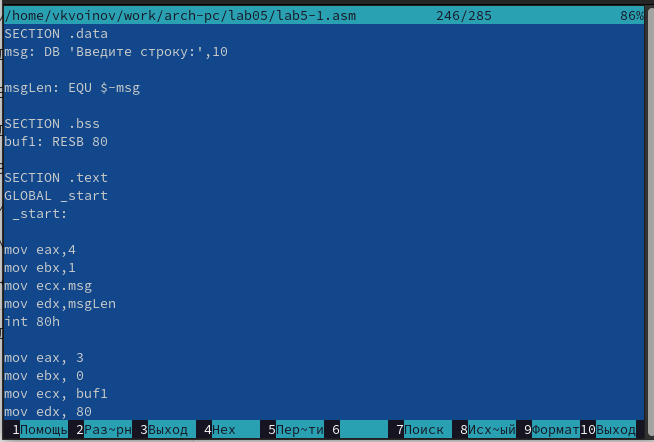 /home/vkvoinov/work/arch-pc/lab05/lab5-1.asm 246/285 86%
SECTION .data
msg: DB 'Введите строку:',10
msgLen: EQU $-msg
SECTION .bss
buf1: RESB 80
SECTION .text
GLOBAL _start
_start:
mov eax,4
mov ebx,1
mov ecx.msg
mov edx,msgLen
int 80h
mov eax, 3
mov ebx, 0
mov ecx, buf1
mov edx, 80
1Помощь 2Раз~рн 3Выход 4Hex 5Пер~ти 6 7Поиск 8Исх~ый 9Формат10Выход